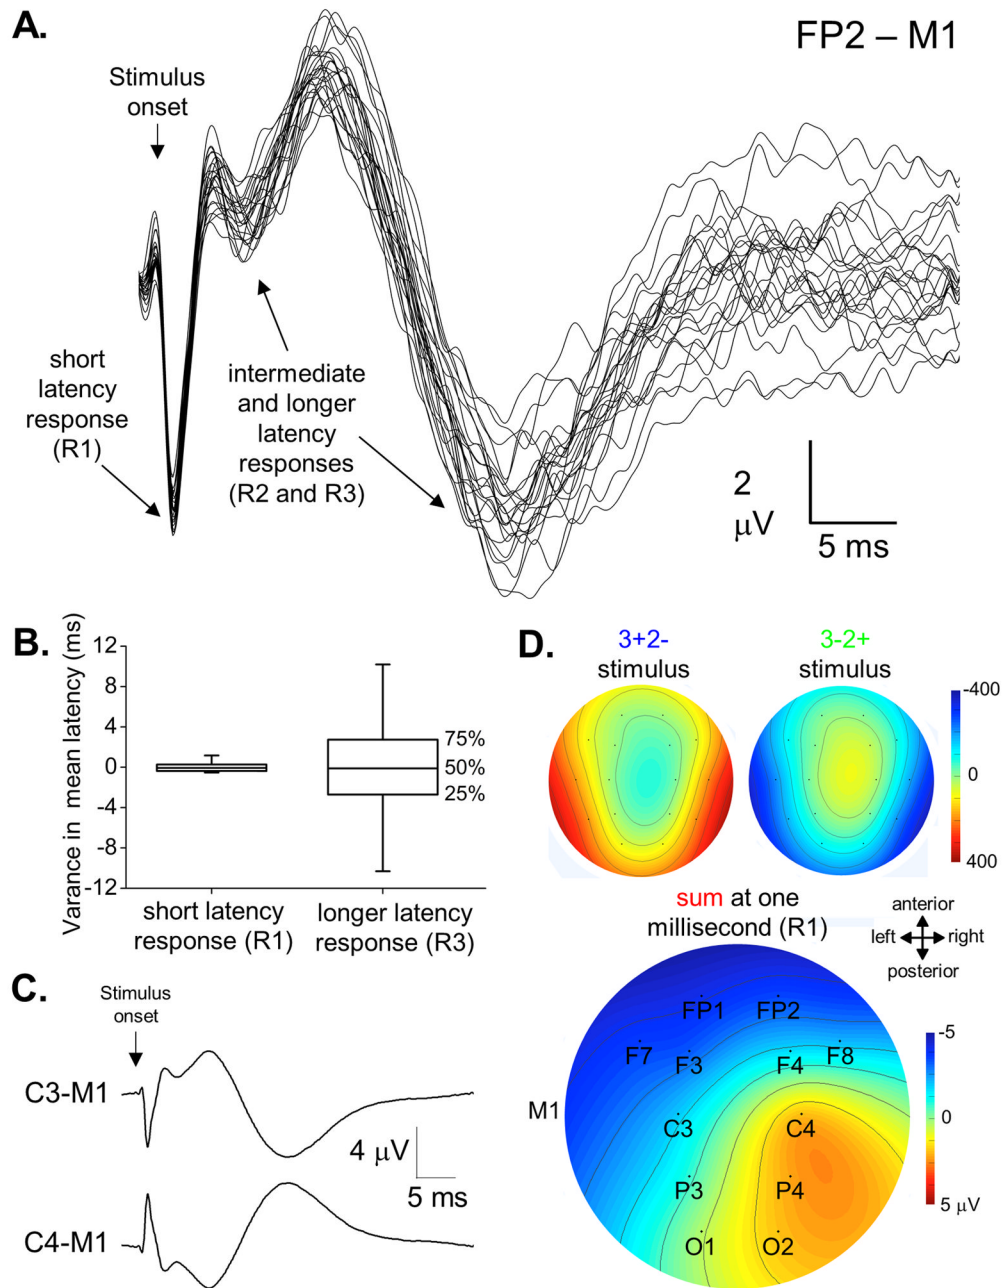 A.
FP2 – M1
Stimulus
onset
short
latency
response
(R1)
intermediate
and longer
latency
responses
(R2 and R3)
2
μV
5 ms
B.
Varance in mean latency (ms)
12
8
4
0
-4
-8
-12
75%
50%
25%
short latency
response (R1)
longer latency
response (R3)
C.
Stimulus
onset
C3-M1
4 μV
5 ms
C4-M1
D.
3+2-
stimulus
3-2+
stimulus
-400
0
400
sum at one
millisecond (R1)
anterior
left
right
posterior
FP1
FP2
F7
F3
F4
F8
M1
C3
C4
P3
P4
O1
O2
-5
0
5 μV